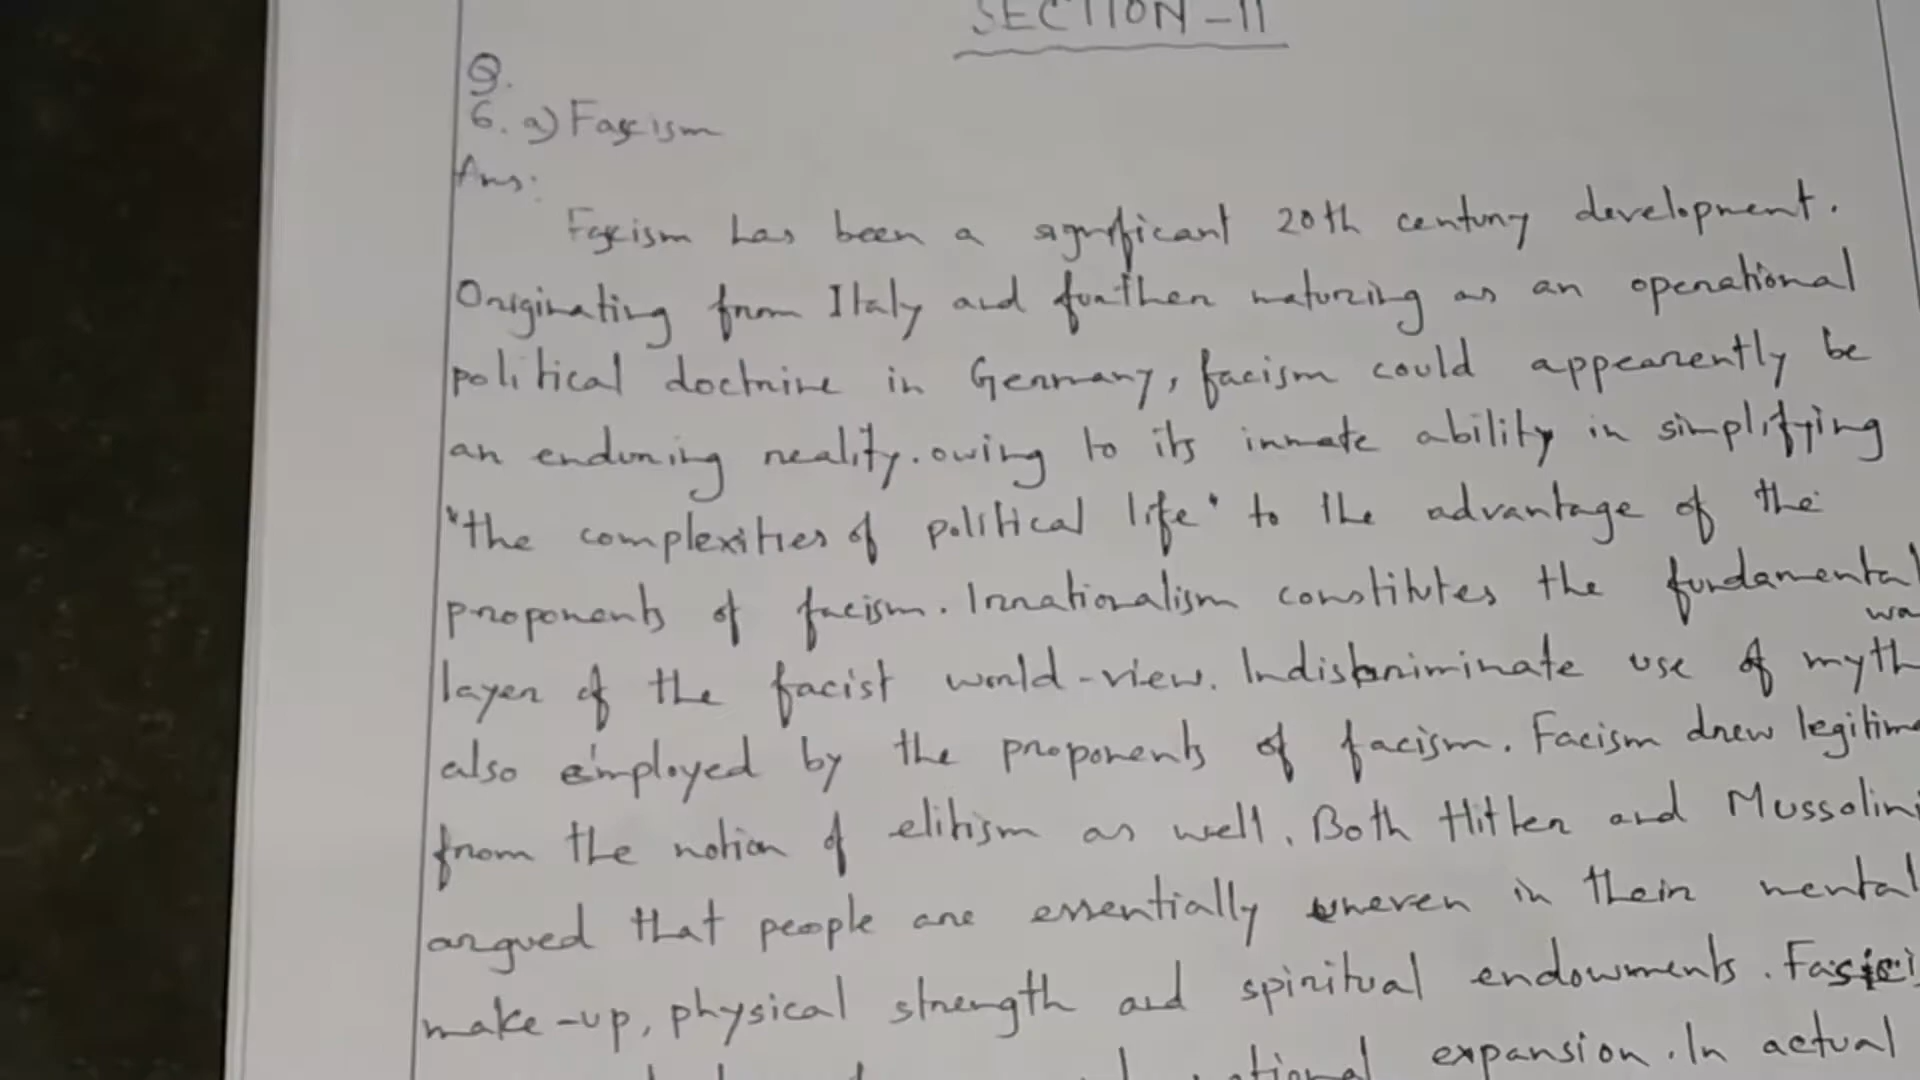 SECTION-II
Q.
6. a) Fascism
Ans:
Fascism has been a significant 20th century development.
Originating from Italy and further maturing as an operational
political doctrine in Germany, facism could appearently be
an enduring reality. owing to its innate ability in simplifying
"the complexities of political life" to the advantage of the
proponents of facism. Irrationalism constitutes the fundamental
wa
layer of the facist world-view. Indiscriminate use of myth
also employed by the proponents of facism. Facism drew legitima
from the notion of elitism as well. Both Hitler and Mussolini
argued that people are essentially uneven in their mental
make-up, physical strength and spiritual endowments.
expansion. In actual